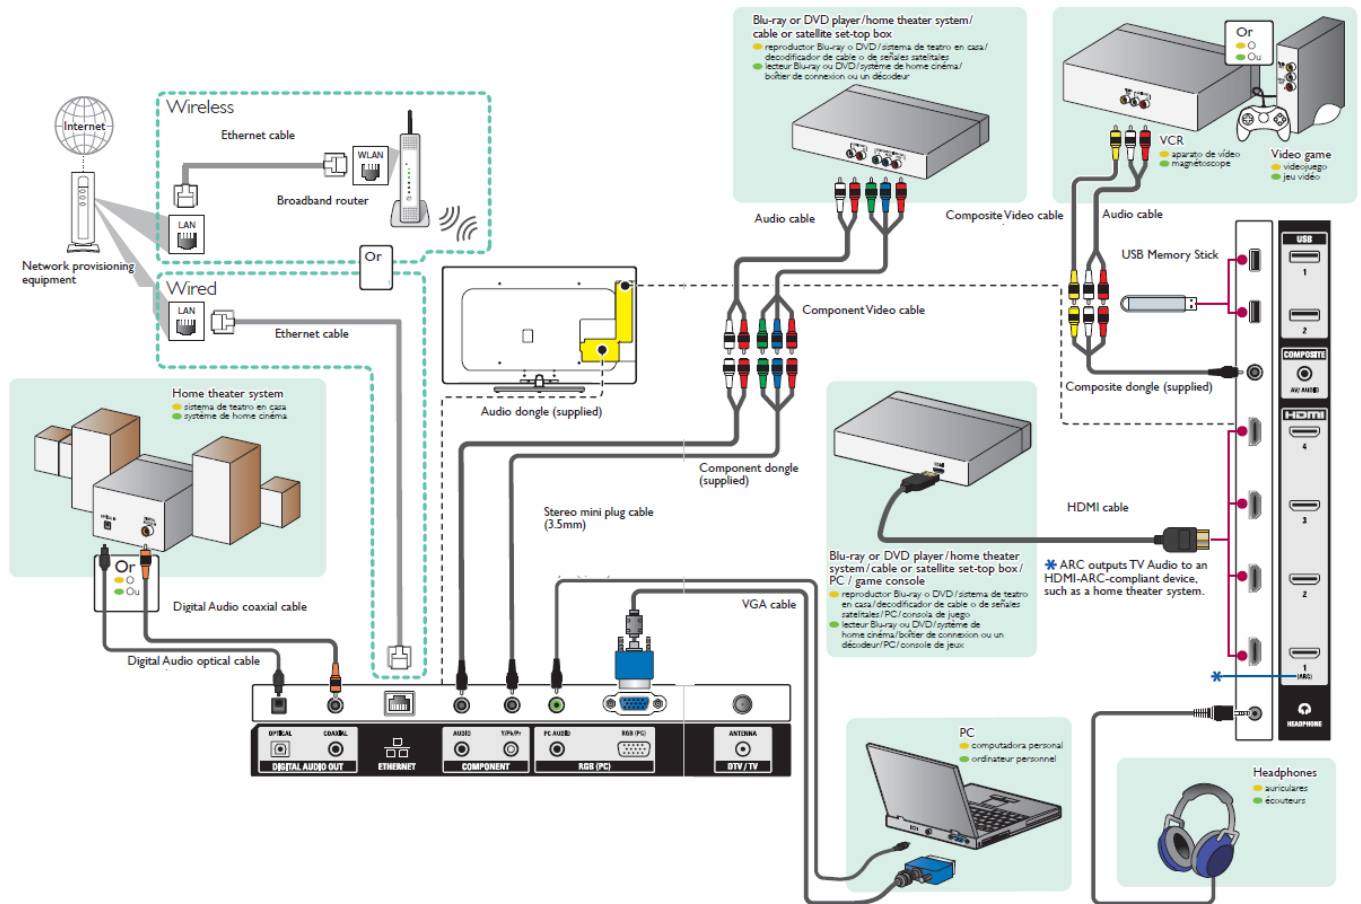 Blu-ray or DVD player/home theater system/
cable or satellite set-top box
reproductor Blu-ray o DVD/sistema de teatro en casa/
decodificador de cable o de señales satelitales
lecteur Blu-ray ou DVD/système de home cinéma/
boîtier de connexion ou un décodeur
Or
O
Ou
VCR
aparato de vídeo
magnétoscope
Video game
videojuego
jeu vidéo
Internet
Wireless
Ethernet cable
WLAN
Broadband router
LAN
Network provisioning
equipment
Or
Wired
LAN
Ethernet cable
Audio cable
Composite Video cable
Audio cable
USB Memory Stick
Component Video cable
Composite dongle (supplied)
USB
1
2
COMPOSITE
AV/ AUDIO
HDMI
4
3
2
1
(ARC)
HEADPHONE
Home theater system
sistema de teatro en casa
système de home cinéma
Or
O
Ou
Digital Audio coaxial cable
Digital Audio optical cable
Audio dongle (supplied)
Component dongle
(supplied)
Stereo mini plug cable
(3.5mm)
VGA cable
HDMI cable
Blu-ray or DVD player/home theater
system/cable or satellite set-top box/
PC / game console
reproductor Blu-ray o DVD/sistema de teatro
en casa/decodificador de cable o de señales
satelitales/PC/consola de juego
lecteur Blu-ray ou DVD/système de
home cinéma/boîtier de connexion ou un
décodeur/PC/console de jeux
* ARC outputs TV Audio to an
HDMI-ARC-compliant device,
such as a home theater system.
*
OPTICAL
COAXIAL
DIGITAL AUDIO OUT
ETHERNET
AUDIO
Y/Pb/Pr
COMPONENT
PC AUDIO
RGB (PC)
RGB (PC)
ANTENNA
DTV / TV
PC
computadora personal
ordinateur personnel
Headphones
auriculares
écouteurs